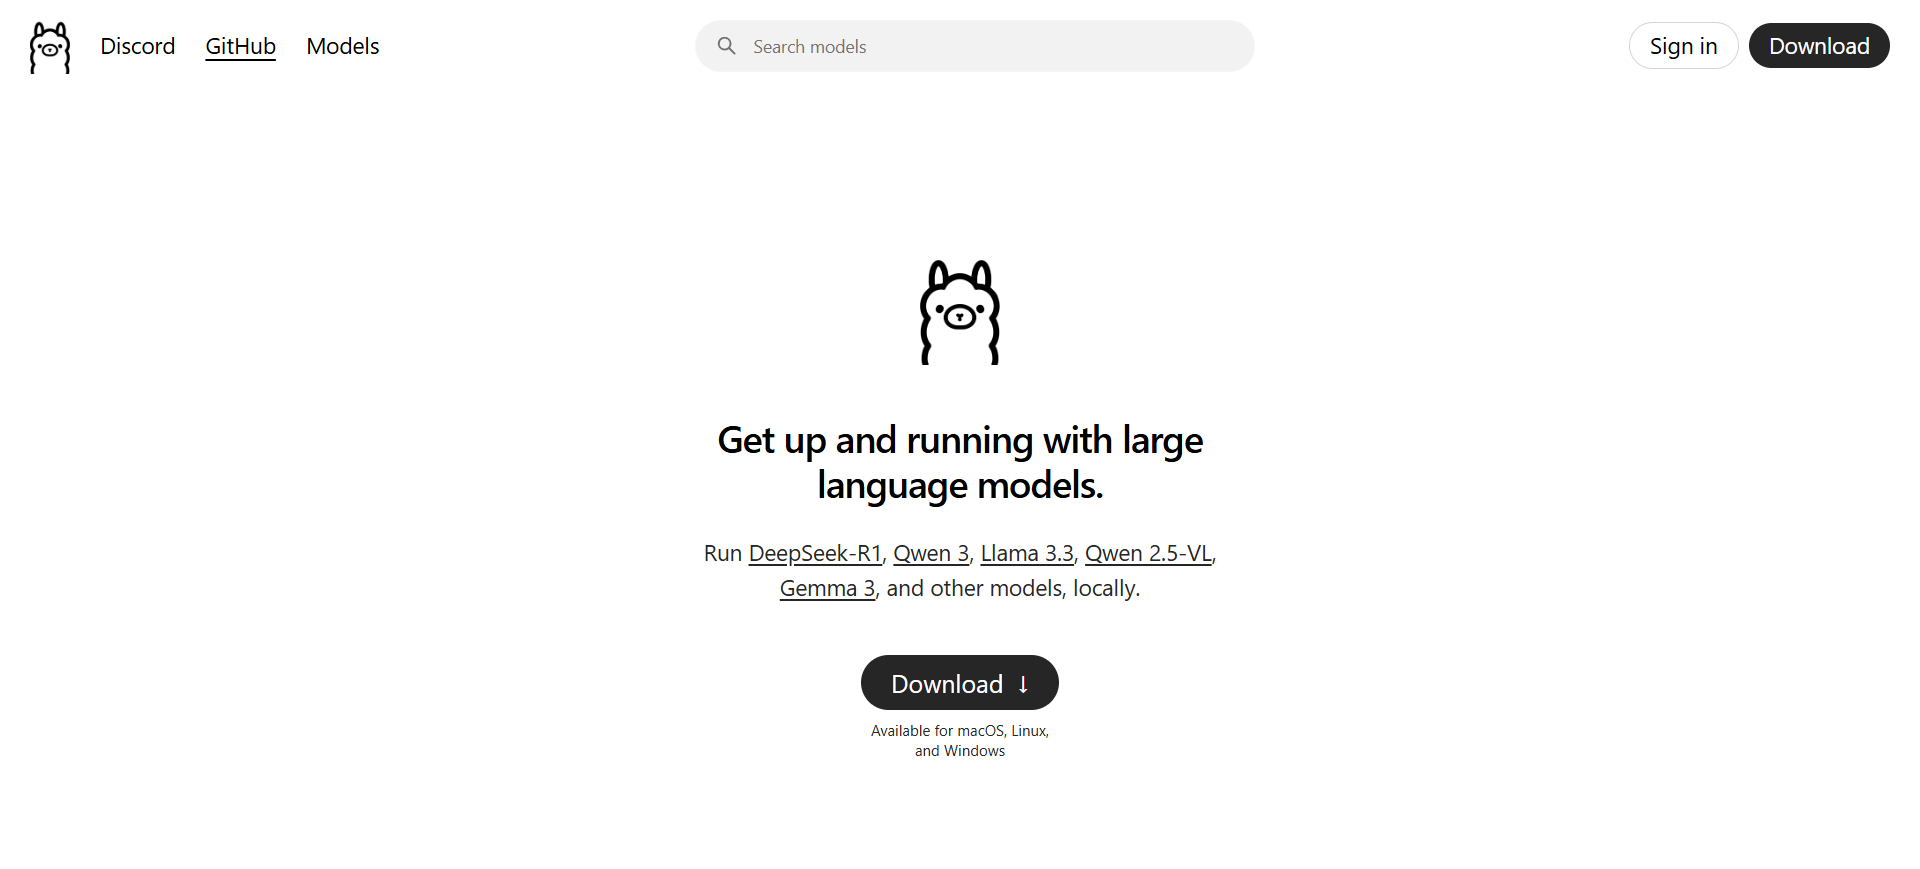 Discord GitHub Models Search models Sign in Download
Get up and running with large
language models.
Run DeepSeek-R1, Qwen 3, Llama 3.3, Qwen 2.5-VL,
Gemma 3, and other models, locally.
Download ↓
Available for macOS, Linux,
and Windows